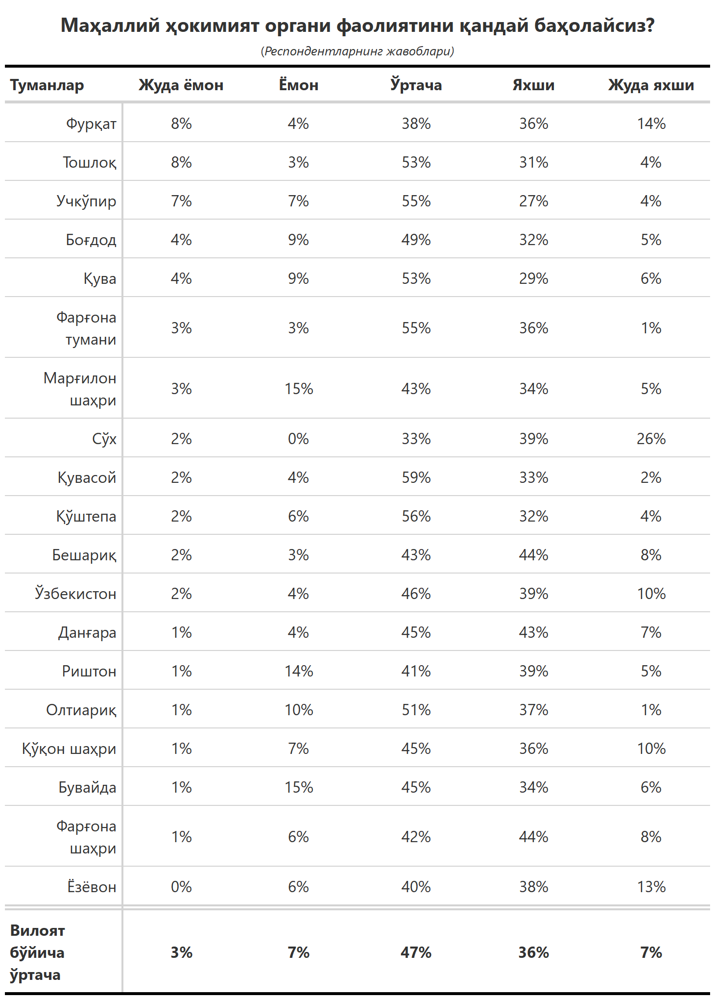 Маҳаллий ҳокимият органи фаолиятини қандай баҳолайсиз?
(Респондентларнинг жавоблари)
Туманлар Жуда ёмон Ёмон Ўртача Яхши Жуда яхши
Фурқат 8% 4% 38% 36% 14%
Тошлоқ 8% 3% 53% 31% 4%
Учкўпир 7% 7% 55% 27% 4%
Боғдод 4% 9% 49% 32% 5%
Қува 4% 9% 53% 29% 6%
Фарғона
тумани 3% 3% 55% 36% 1%
Марғилон
шаҳри 3% 15% 43% 34% 5%
Сўх 2% 0% 33% 39% 26%
Қувасой 2% 4% 59% 33% 2%
Қўштепа 2% 6% 56% 32% 4%
Бешариқ 2% 3% 43% 44% 8%
Ўзбекистон 2% 4% 46% 39% 10%
Данғара 1% 4% 45% 43% 7%
Риштон 1% 14% 41% 39% 5%
Олтиариқ 1% 10% 51% 37% 1%
Қўқон шаҳри 1% 7% 45% 36% 10%
Бувайда 1% 15% 45% 34% 6%
Фарғона
шаҳри 1% 6% 42% 44% 8%
Ёзёвон 0% 6% 40% 38% 13%
Вилоят
бўйича 3% 7% 47% 36% 7%
ўртача